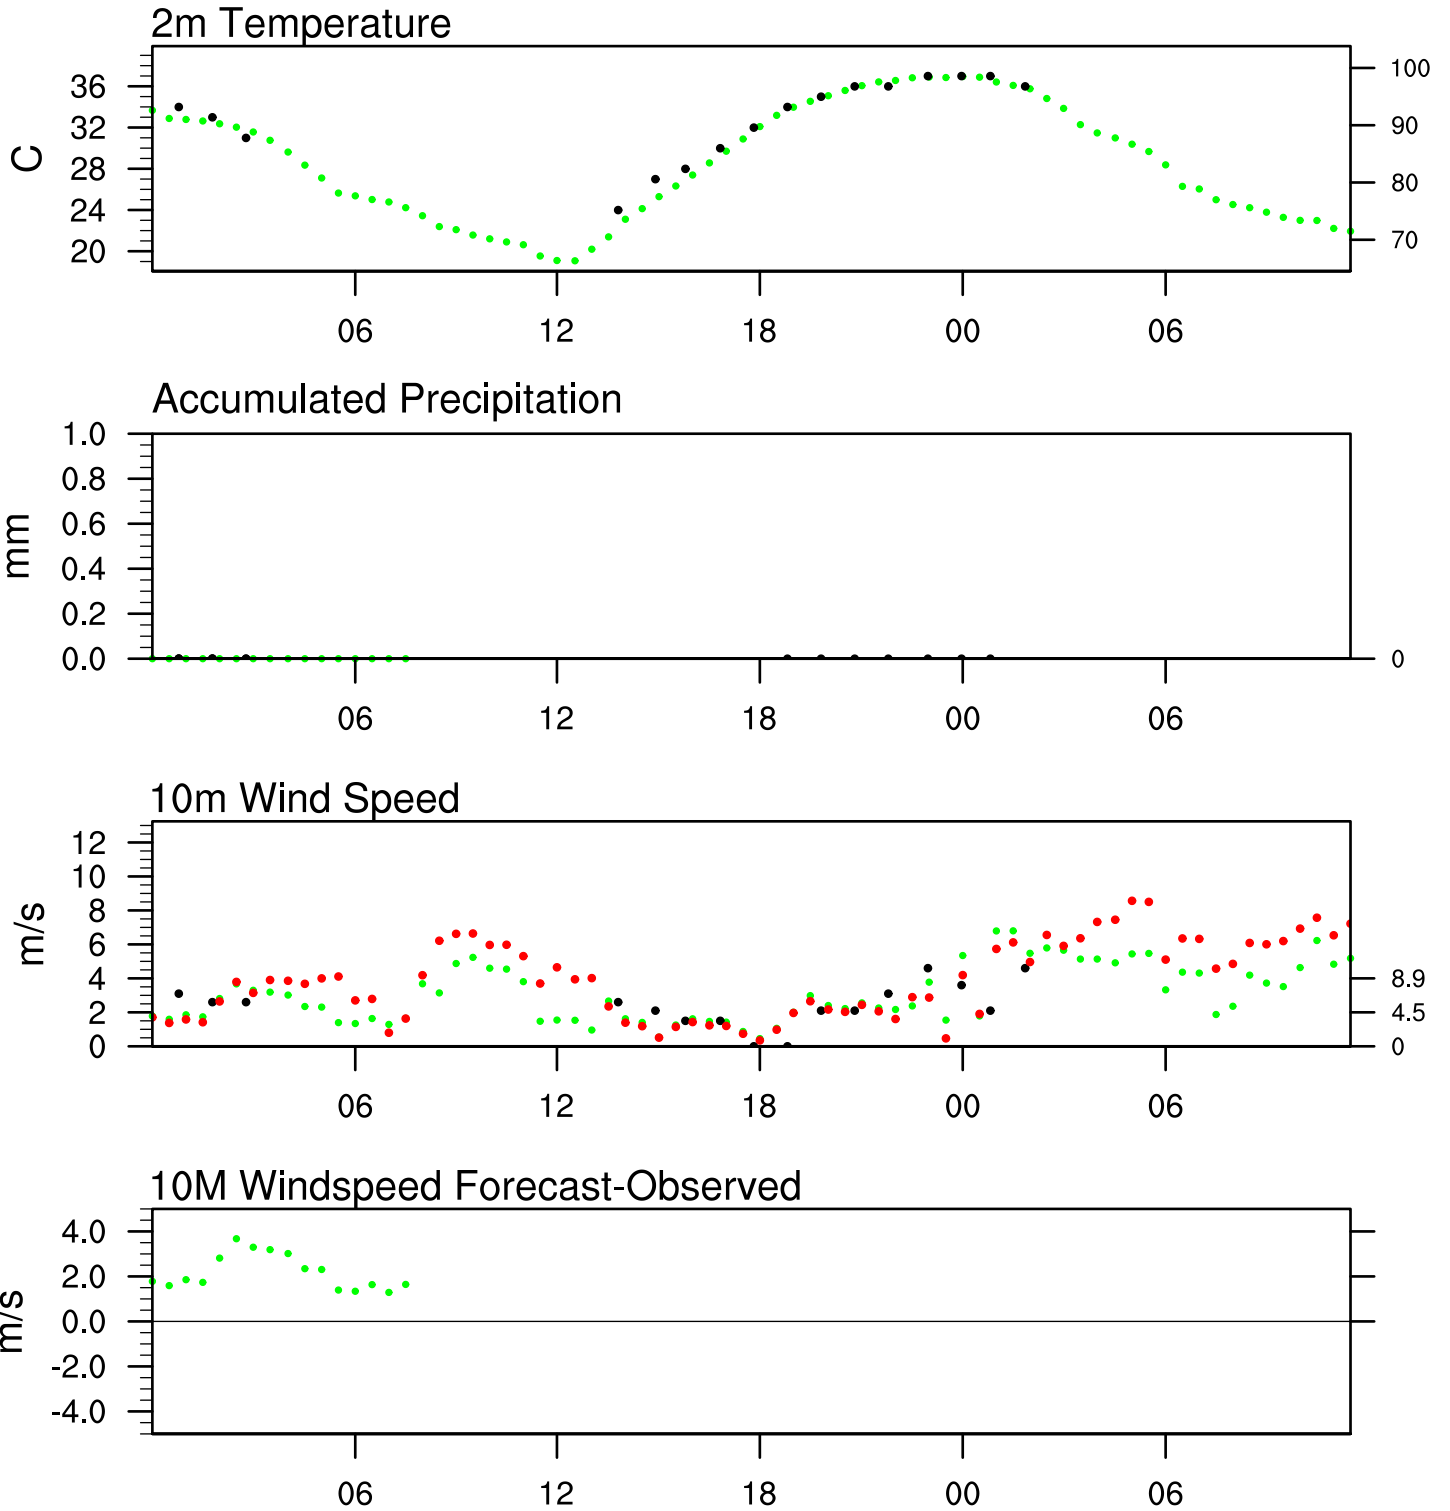 2m Temperature
C
36
32
28
24
20
100
90
80
70
06 12 18 00 06
Accumulated Precipitation
mm
1.0
0.8
0.6
0.4
0.2
0.0
0
06 12 18 00 06
10m Wind Speed
m/s
12
10
8
6
4
2
0
8.9
4.5
0
06 12 18 00 06
10M Windspeed Forecast-Observed
m/s
4.0
2.0
0.0
-2.0
-4.0
06 12 18 00 06